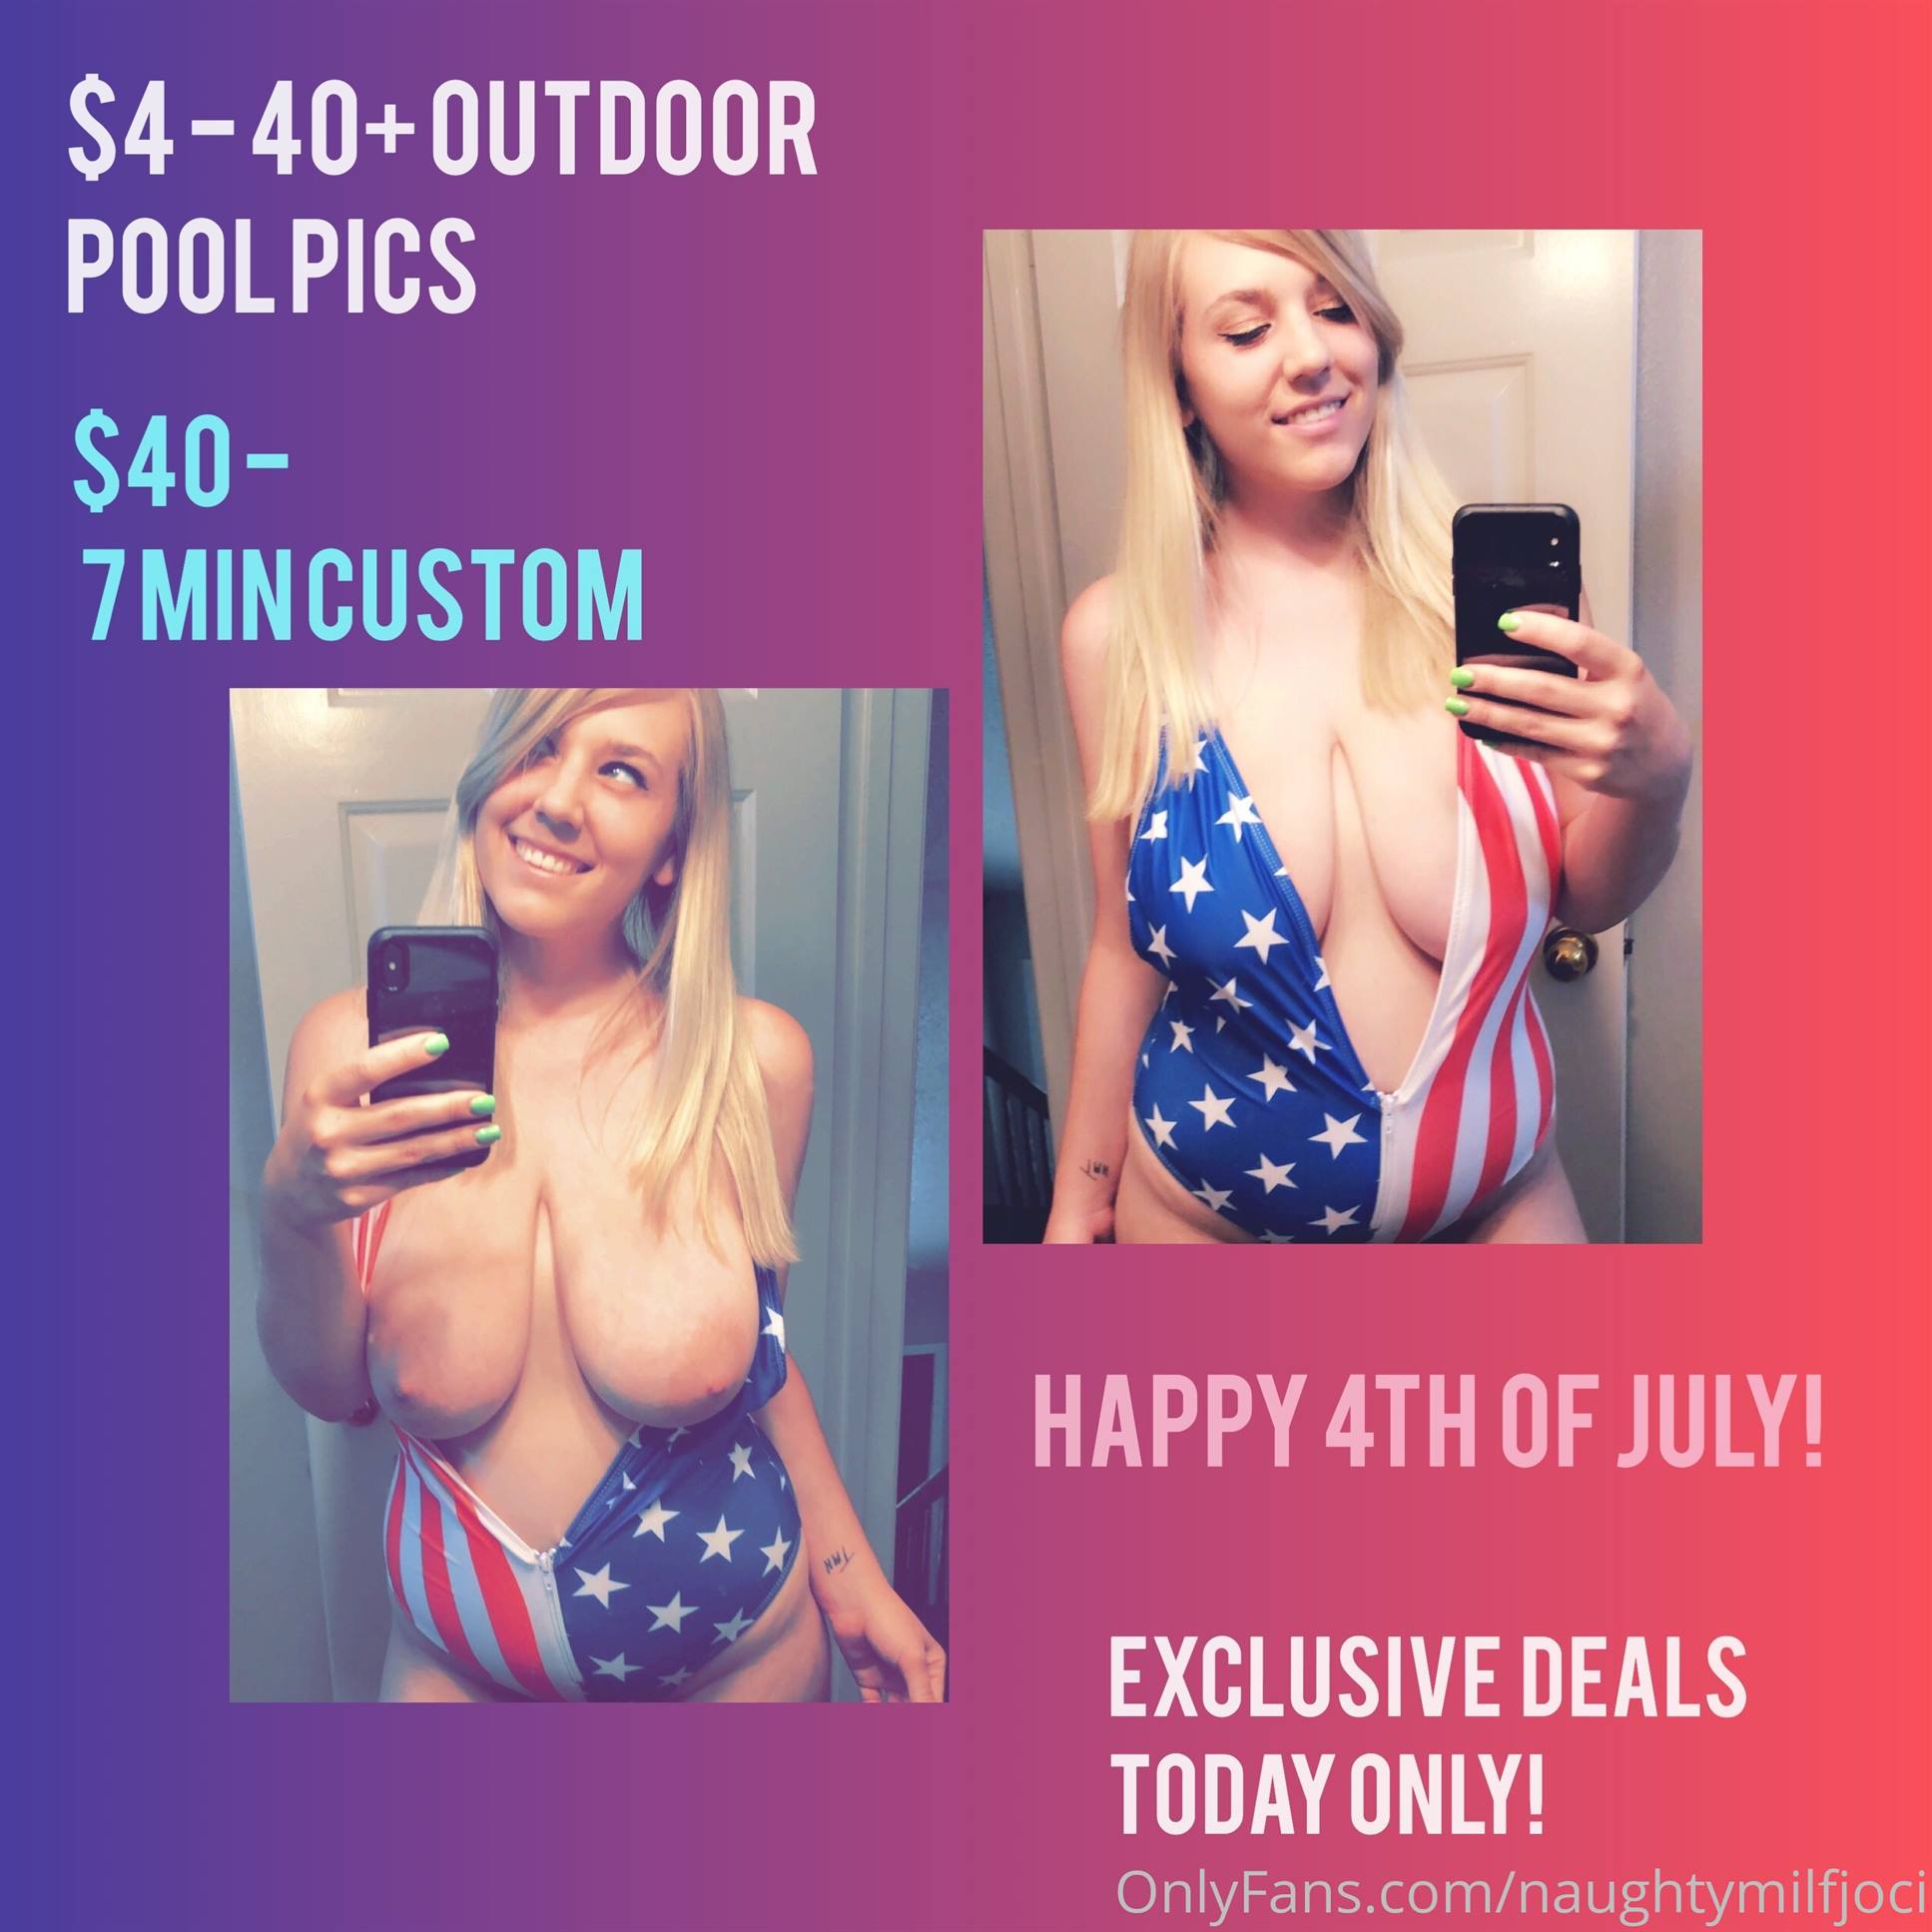 $4 - 40+ OUTDOOR
POOL PICS
$40 -
7 MIN CUSTOM
HAPPY 4TH OF JULY!
EXCLUSIVE DEALS
TODAY ONLY!
OnlyFans.com/naughtymilfjoci